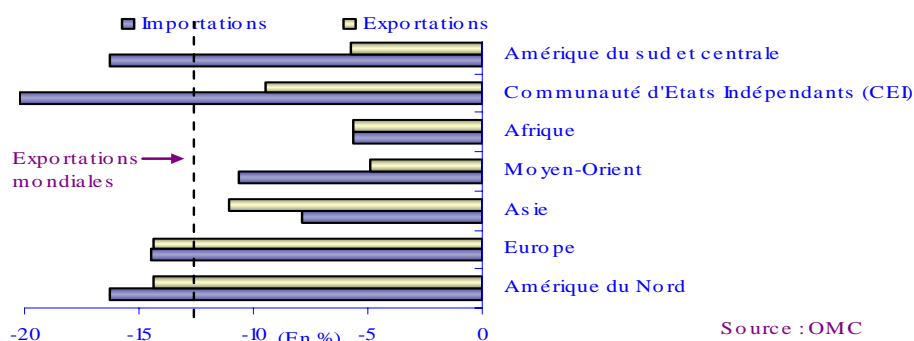 Importations Exportations
Amérique du sud et centrale
Communauté d'Etats Indépendants (CEI)
Afrique
Exportations
mondiales
Moyen-Orient
Asie
Europe
Amérique du Nord
-20 -15 -10 -5 0
(En %)
Source : OMC